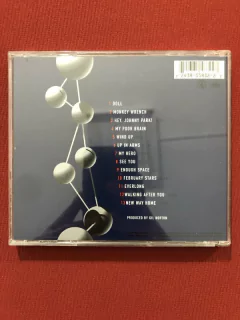 1 DOLL
2 MONKEY WRENCH
3 HEY, JOHNNY PARK!
4 MY POOR BRAIN
5 WIND UP
6 UP IN ARMS
7 MY HERO
8 SEE YOU
9 ENOUGH SPACE
10 FEBRUARY STARS
11 EVERLONG
12 WALKING AFTER YOU
13 NEW WAY HOME
PRODUCED BY GIL NORTON